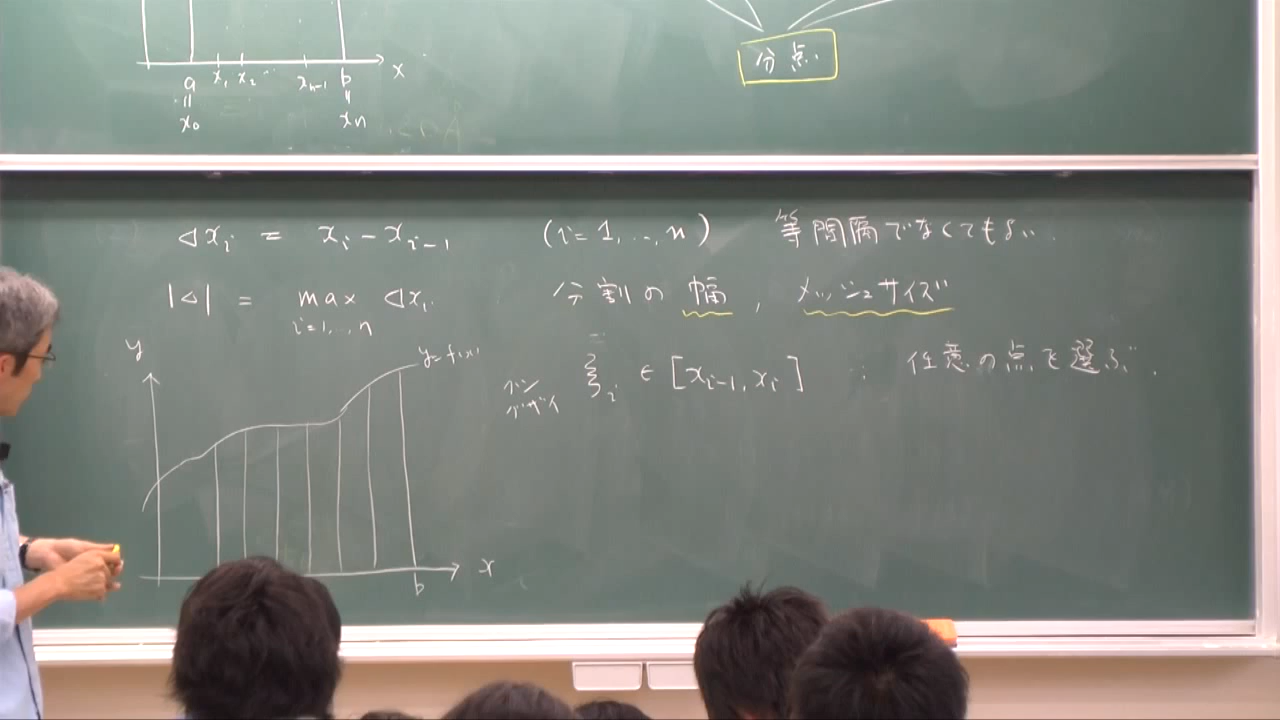 x
a x₁ x₂ … xₙ₋₁ b
|| ||
x₀ xₙ
分点
⊿xᵢ = xᵢ − xᵢ₋₁ (i = 1, …, n) 等間隔でなくてもよい.
|⊿| = max ⊿xᵢ 分割の幅, メッシュサイズ
i=1,…,n
y y=f(x)
ξᵢ ∈ [xᵢ₋₁, xᵢ] : 任意の点を選ぶ.
x
b